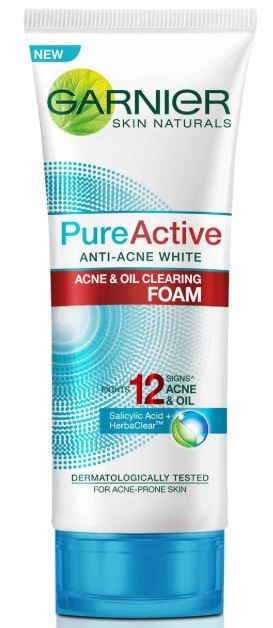 NEW
GARNIER
SKIN NATURALS
PureActive
ANTI-ACNE WHITE
ACNE & OIL CLEARING
FOAM
FIGHTS 12 SIGNS^
ACNE
& OIL
Salicylic Acid +
HerbaClear™
DERMATOLOGICALLY TESTED
FOR ACNE-PRONE SKIN